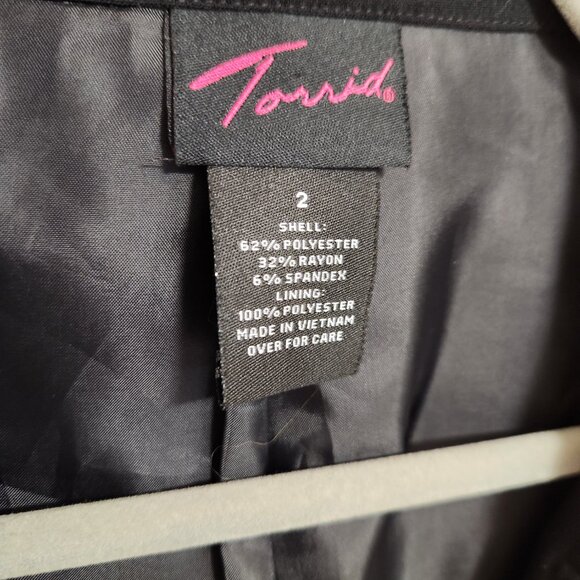 Torrid®
2
SHELL:
62% POLYESTER
32% RAYON
6% SPANDEX
LINING:
100% POLYESTER
MADE IN VIETNAM
OVER FOR CARE